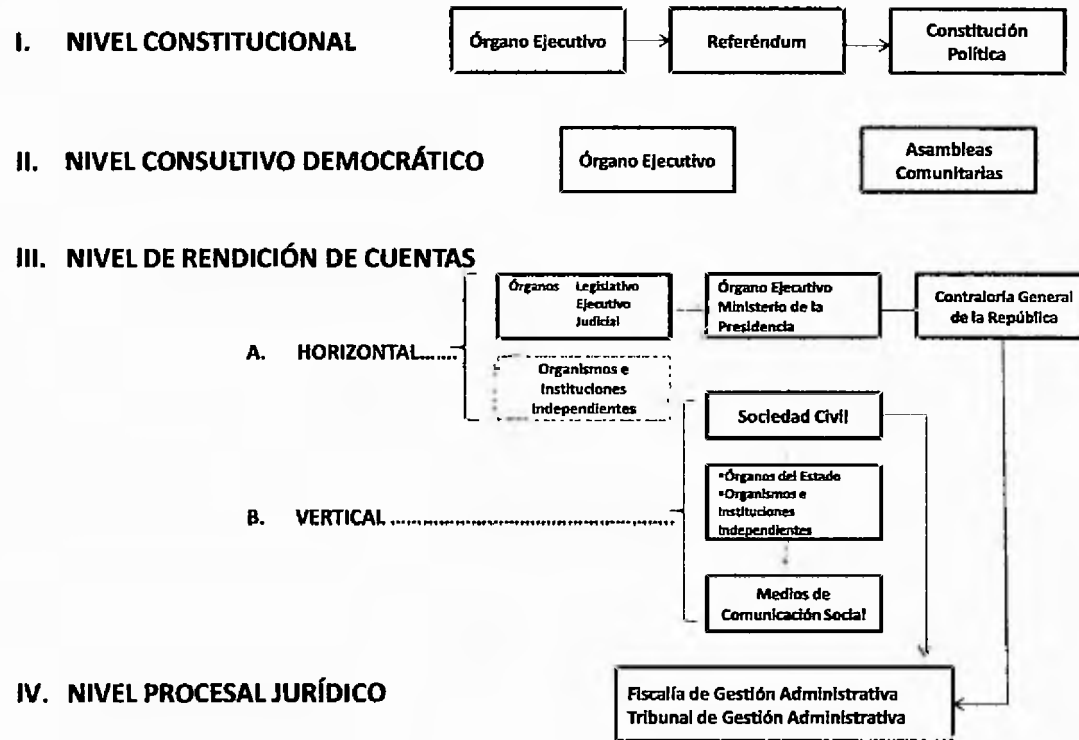 I. NIVEL CONSTITUCIONAL
Órgano Ejecutivo
Referéndum
Constitución
Política
II. NIVEL CONSULTIVO DEMOCRÁTICO
Órgano Ejecutivo
Asambleas
Comunitarias
III. NIVEL DE RENDICIÓN DE CUENTAS
Órganos Legislativo
Ejecutivo
Judicial
Órgano Ejecutivo
Ministerio de la
Presidencia
Contraloría General
de la República
A. HORIZONTAL.......
Organismos e
Instituciones
Independientes
Sociedad Civil
•Órganos del Estado
•Organismos e
Instituciones
Independientes
B. VERTICAL ................................................
Medios de
Comunicación Social
IV. NIVEL PROCESAL JURÍDICO
Fiscalía de Gestión Administrativa
Tribunal de Gestión Administrativa